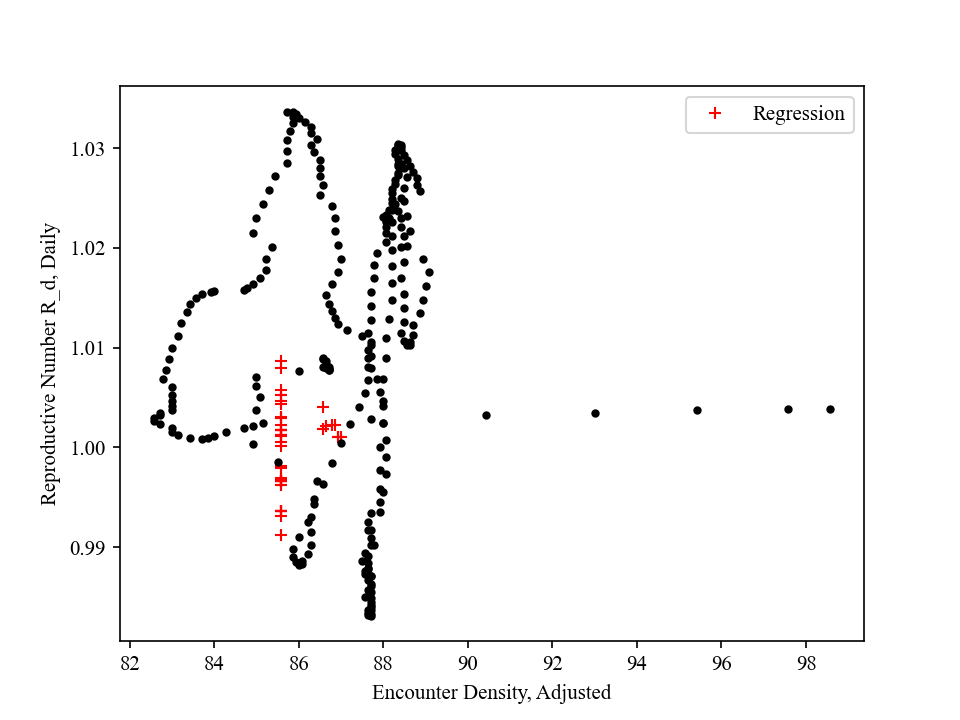 Regression
1.03
1.02
1.01
1.00
0.99
Reproductive Number R_d, Daily
82 84 86 88 90 92 94 96 98
Encounter Density, Adjusted